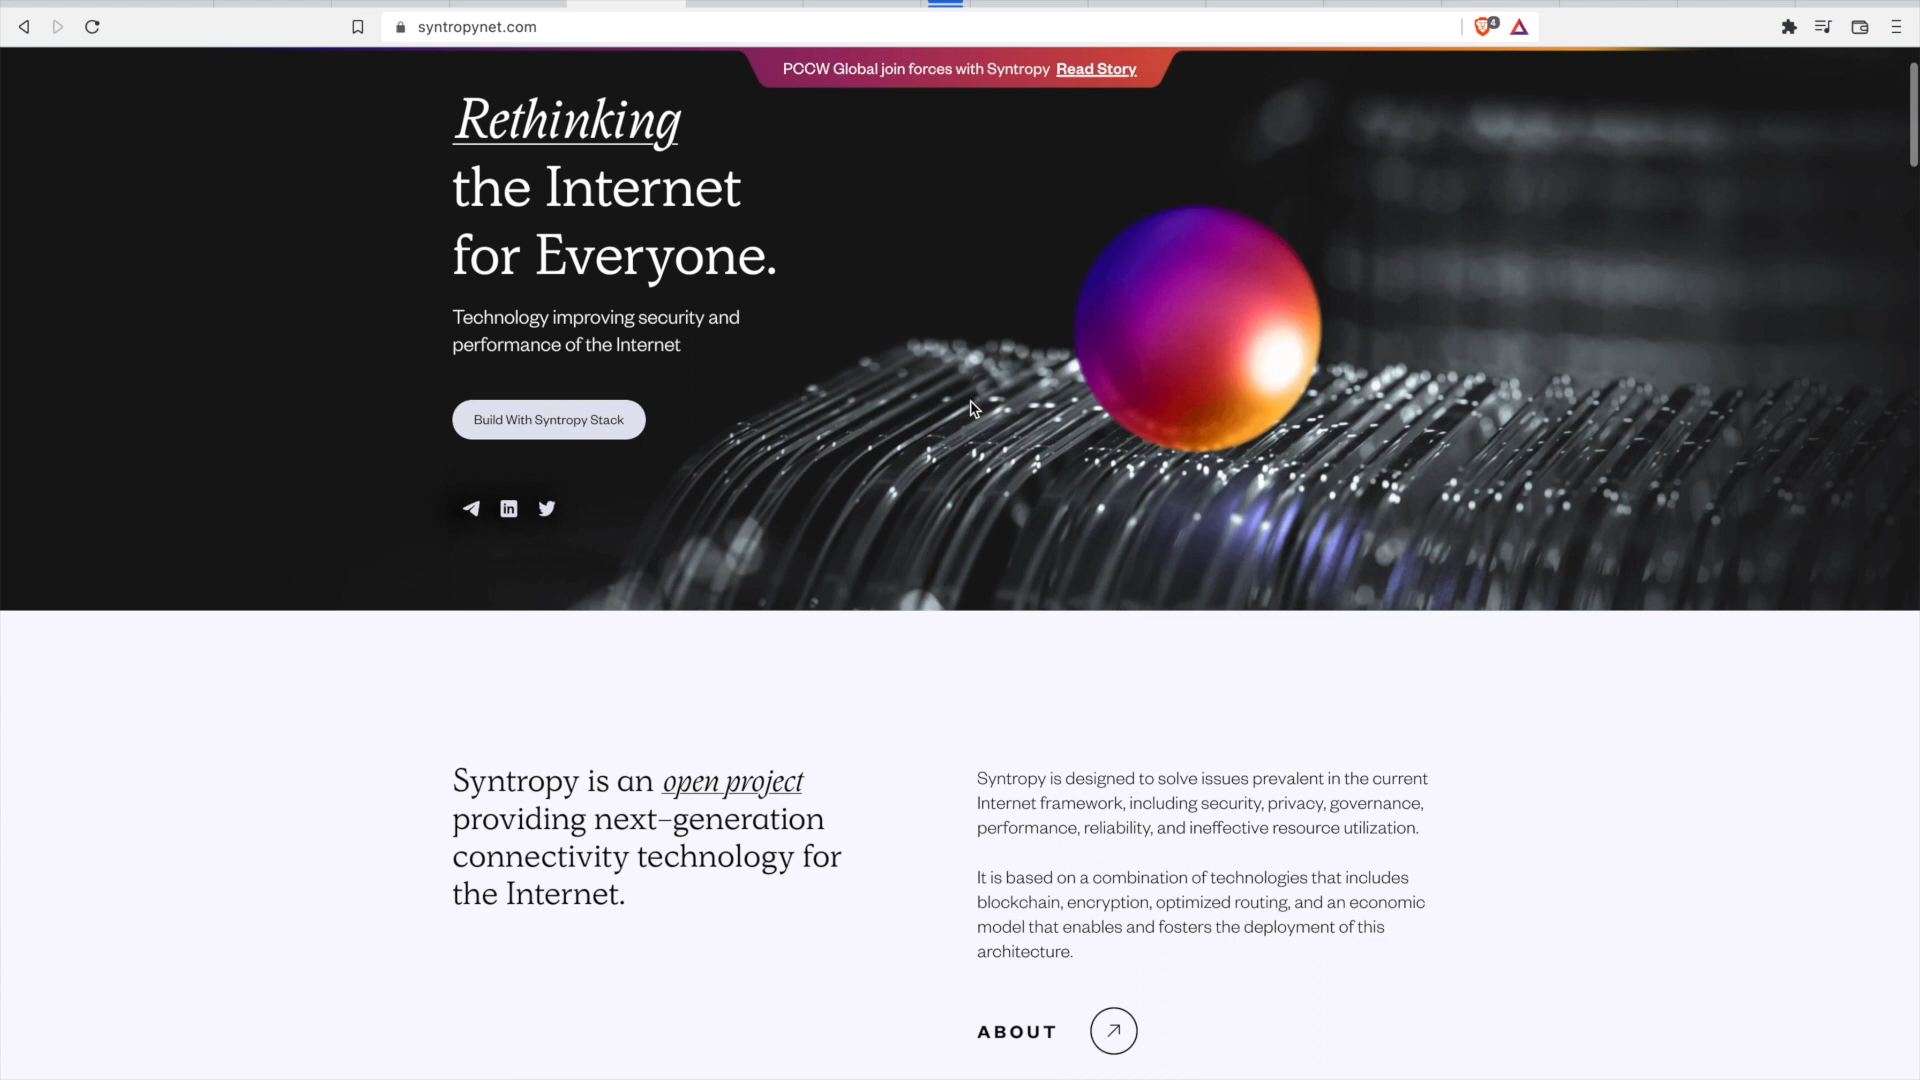 syntropynet.com
4
PCCW Global join forces with Syntropy Read Story
Rethinking
the Internet
for Everyone.
Technology improving security and
performance of the Internet
Build With Syntropy Stack
in
Syntropy is an open project
providing next-generation
connectivity technology for
the Internet.
Syntropy is designed to solve issues prevalent in the current
Internet framework, including security, privacy, governance,
performance, reliability, and ineffective resource utilization.
It is based on a combination of technologies that includes
blockchain, encryption, optimized routing, and an economic
model that enables and fosters the deployment of this
architecture.
ABOUT